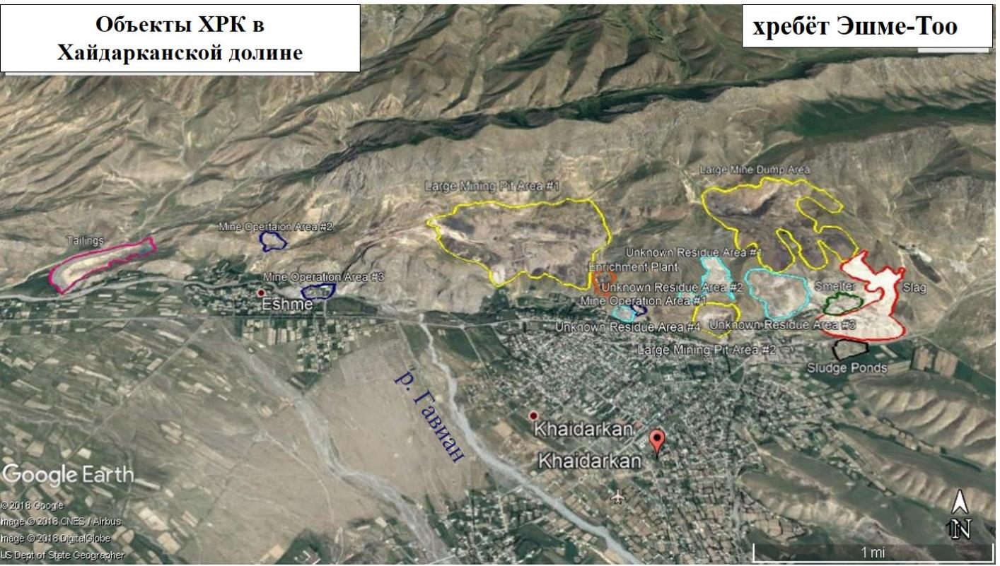 Объекты ХРК в
Хайдарканской долине
хребёт Эшме-Тоо
Large Mine Dump Area
Large Mining Pit Area #1
Mine Opertaion Area #2
Tailings
Unknown Residue Area #1
Enrichment Plant
Mine Operation Area #3
Unknown Residue Area #2
Smelter
Slag
Mine Operation Area #1
Eshme
Unknown Residue Area #4
Unknown Residue Area #3
Large Mining Pit Area #2
Sludge Ponds
р. Гавиан
Khaidarkan
Khaidarkan
Google Earth
© 2018 Google
Image © 2018 CNES / Airbus
Image © 2018 DigitalGlobe
US Dept of State Geographer
N
1 mi